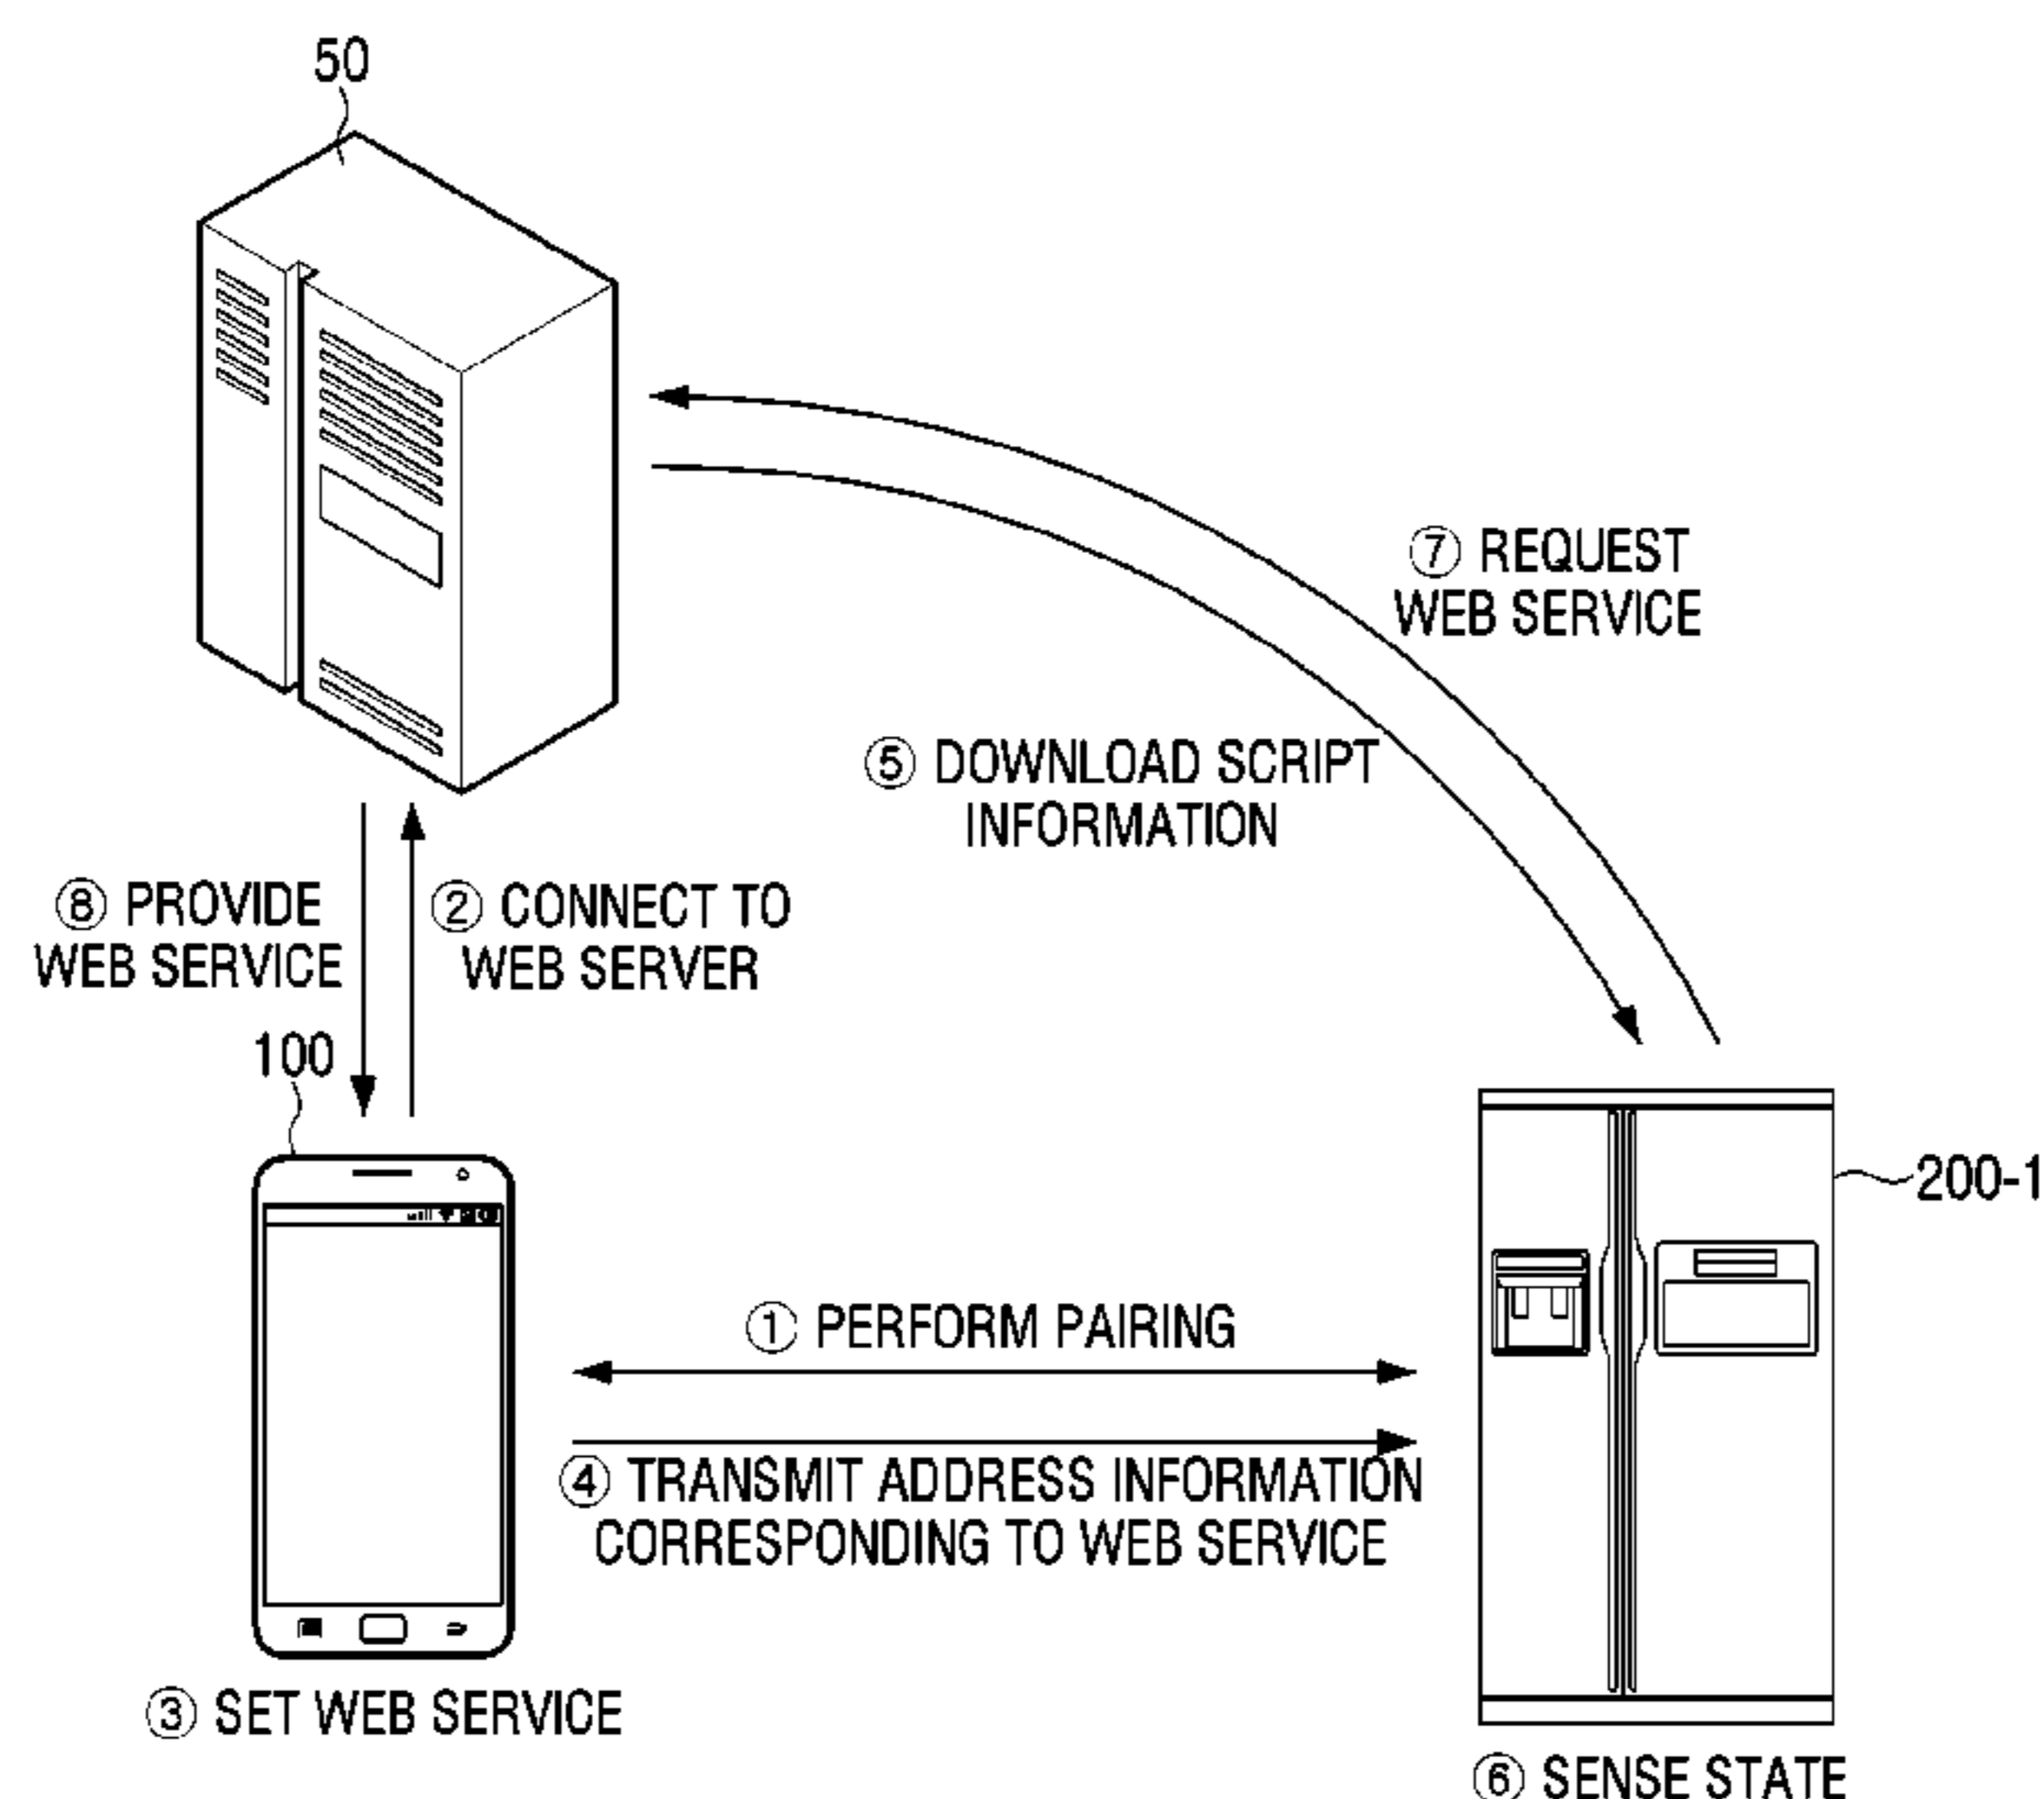 50
⑦ REQUEST
WEB SERVICE
⑤ DOWNLOAD SCRIPT
INFORMATION
⑧ PROVIDE
WEB SERVICE
② CONNECT TO
WEB SERVER
100
200-1
① PERFORM PAIRING
④ TRANSMIT ADDRESS INFORMATION
CORRESPONDING TO WEB SERVICE
③ SET WEB SERVICE
⑥ SENSE STATE